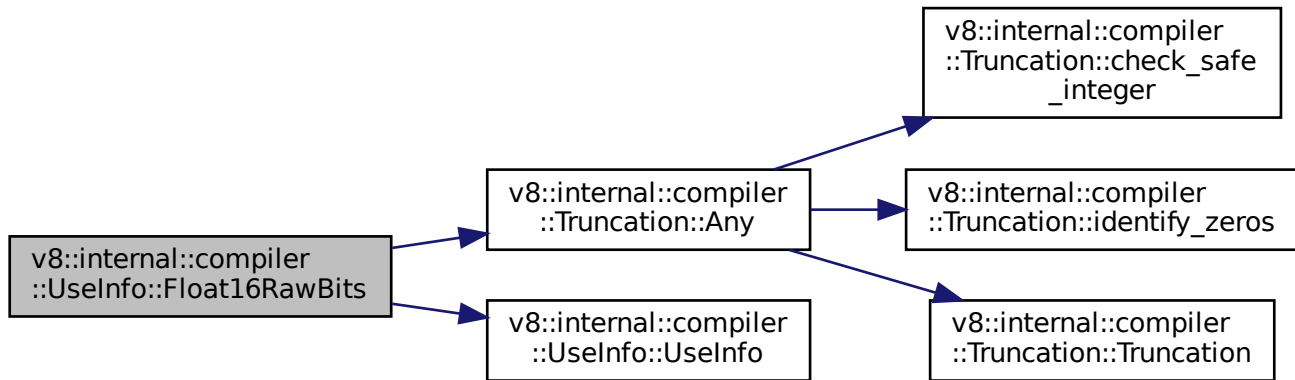 v8::internal::compiler
::UseInfo::Float16RawBits
v8::internal::compiler
::Truncation::Any
v8::internal::compiler
::UseInfo::UseInfo
v8::internal::compiler
::Truncation::check_safe
_integer
v8::internal::compiler
::Truncation::identify_zeros
v8::internal::compiler
::Truncation::Truncation